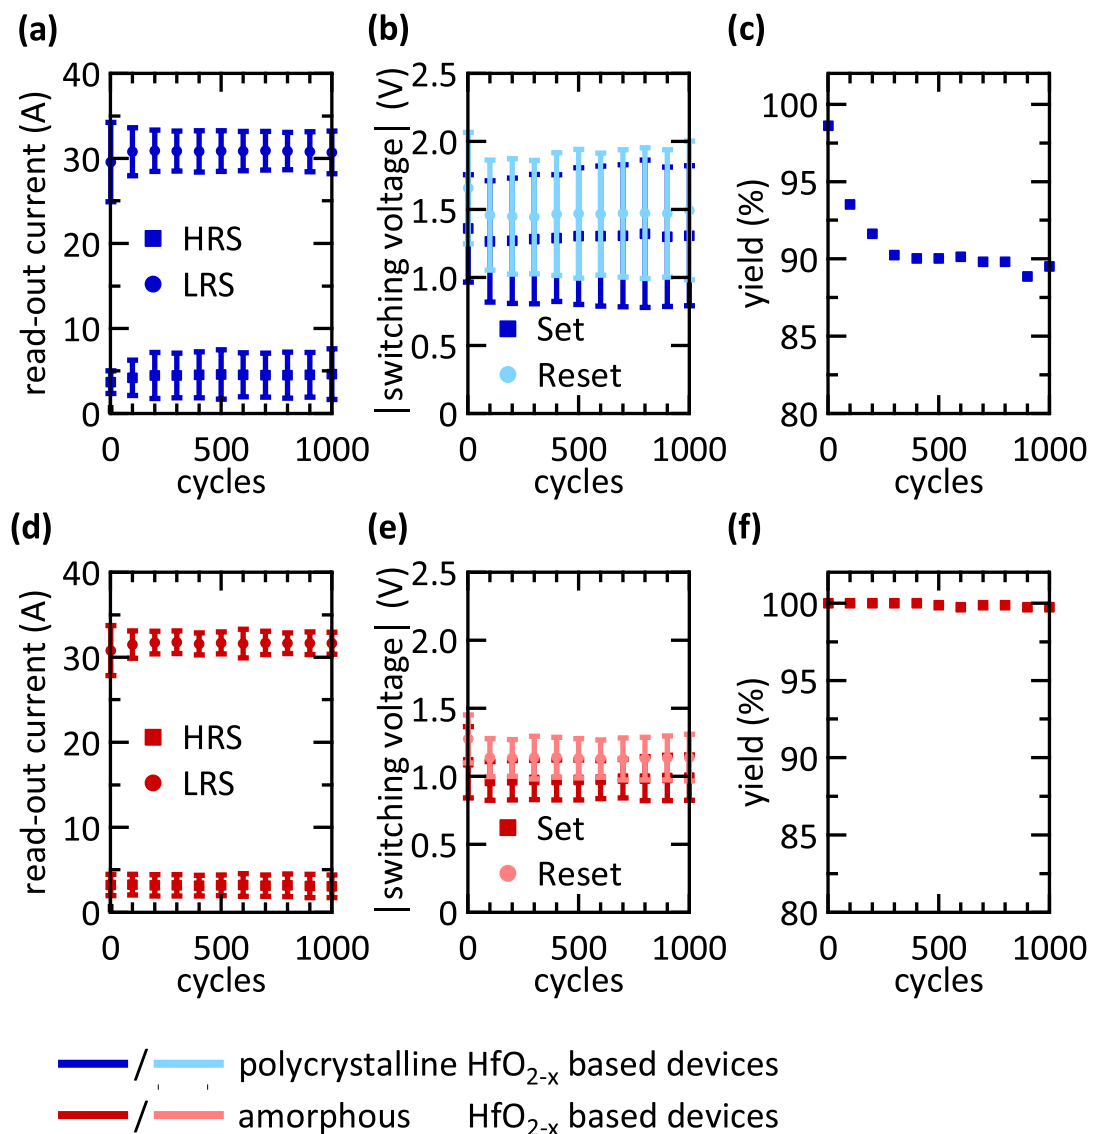 (a)
read-out current (A)
40
30
20
10
0
HRS
LRS
0 500 1000
cycles
(b)
|switching voltage| (V)
2.5
2.0
1.5
1.0
0.5
0
Set
Reset
0 500 1000
cycles
(c)
yield (%)
100
95
90
85
80
0 500 1000
cycles
(d)
read-out current (A)
40
30
20
10
0
HRS
LRS
0 500 1000
cycles
(e)
|switching voltage| (V)
2.5
2.0
1.5
1.0
0.5
0
Set
Reset
0 500 1000
cycles
(f)
yield (%)
100
95
90
85
80
0 500 1000
cycles
/ polycrystalline HfO2-x based devices
/ amorphous HfO2-x based devices